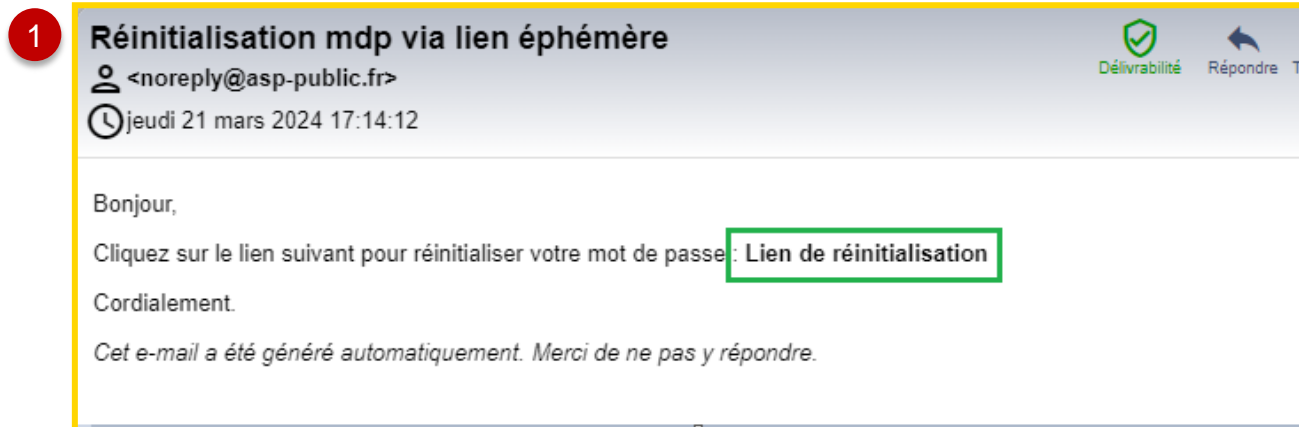 1
Réinitialisation mdp via lien éphémère
<noreply@asp-public.fr>
jeudi 21 mars 2024 17:14:12
Délivrabilité Répondre
Bonjour,
Cliquez sur le lien suivant pour réinitialiser votre mot de passe : Lien de réinitialisation
Cordialement.
Cet e-mail a été généré automatiquement. Merci de ne pas y répondre.